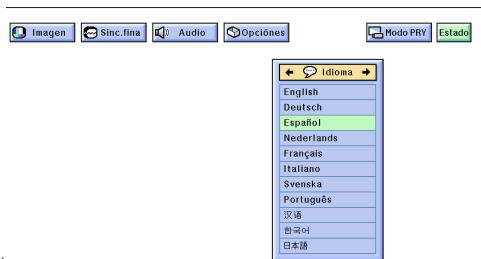 Imagen Sinc.fina Audio Opciónes Modo PRY Estado
Idioma
English
Deutsch
Español
Nederlands
Français
Italiano
Svenska
Português
汉语
한국어
日本語